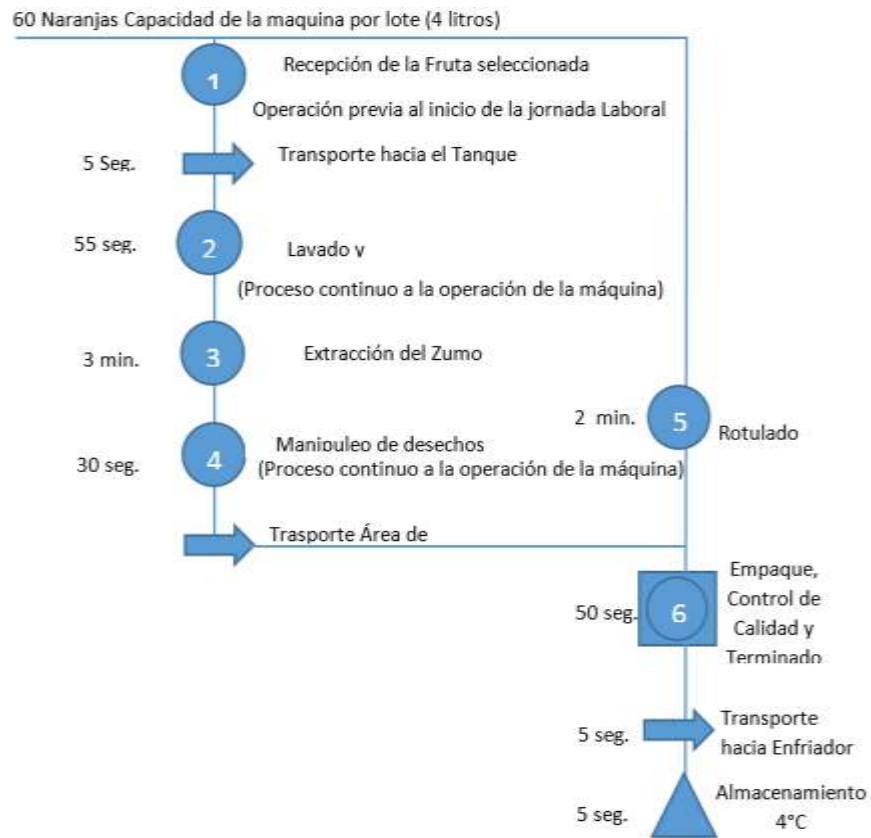 60 Naranjas Capacidad de la maquina por lote (4 litros)
1
Recepción de la Fruta seleccionada
Operación previa al inicio de la jornada Laboral
5 Seg.
Transporte hacia el Tanque
55 seg.
2
Lavado y
(Proceso continuo a la operación de la máquina)
3 min.
3
Extracción del Zumo
2 min.
5
Rotulado
30 seg.
4
Manipuleo de desechos
(Proceso continuo a la operación de la máquina)
Trasporte Área de
50 seg.
6
Empaque,
Control de
Calidad y
Terminado
5 seg.
Transporte
hacia Enfriador
5 seg.
Almacenamiento
4°C